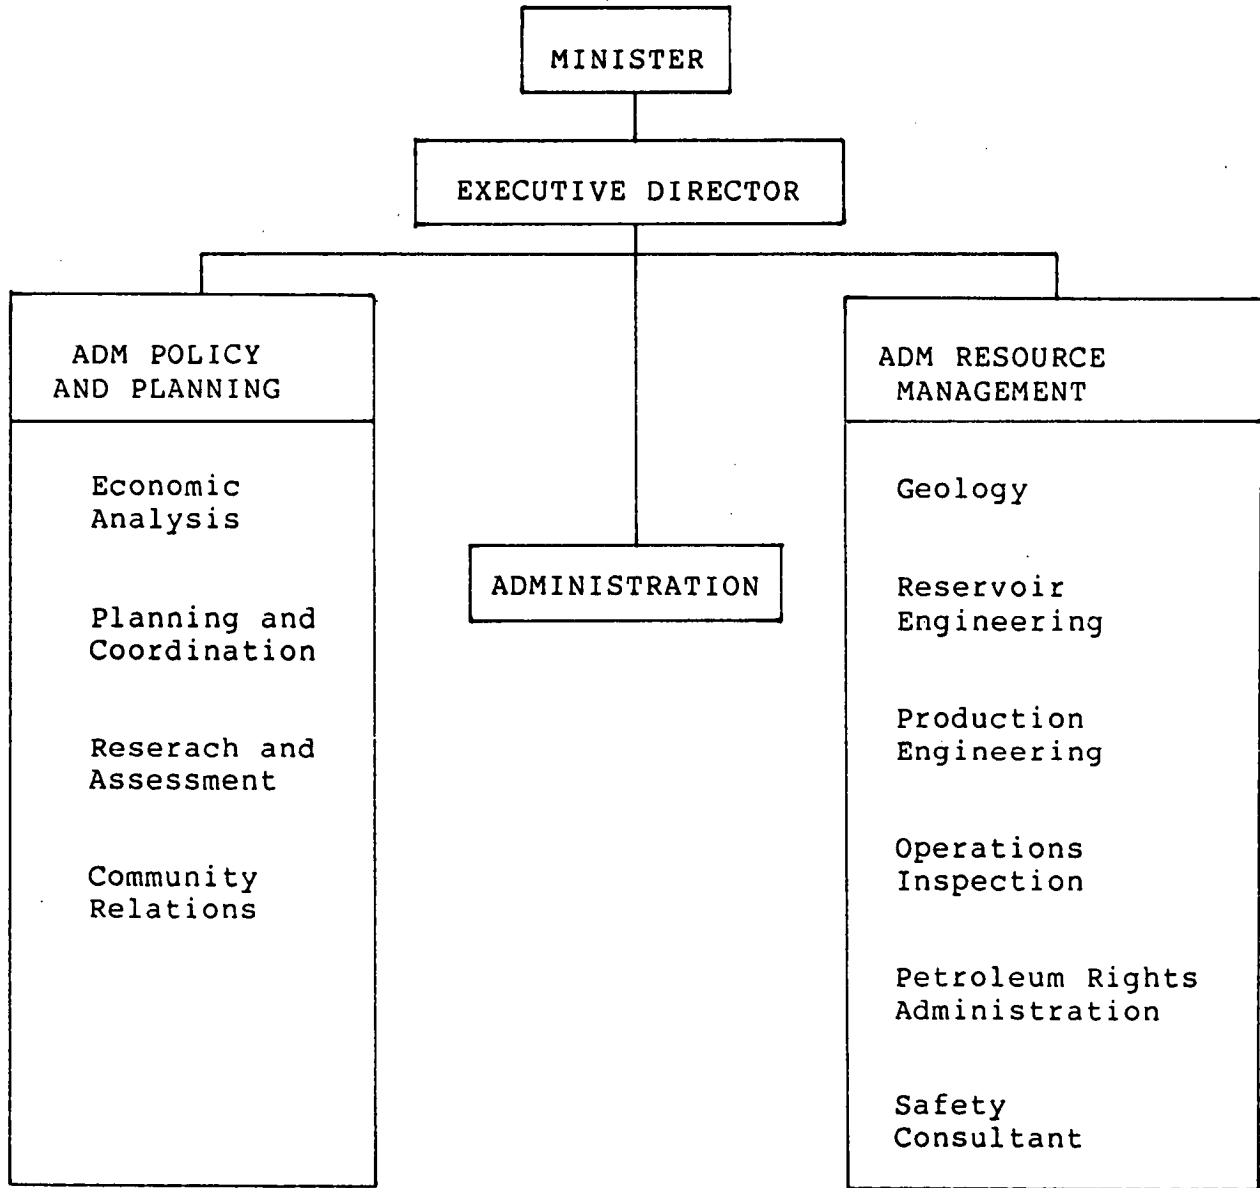 MINISTER
EXECUTIVE DIRECTOR
ADM POLICY
AND PLANNING
Economic
Analysis
Planning and
Coordination
Reserach and
Assessment
Community
Relations
ADMINISTRATION
ADM RESOURCE
MANAGEMENT
Geology
Reservoir
Engineering
Production
Engineering
Operations
Inspection
Petroleum Rights
Administration
Safety
Consultant